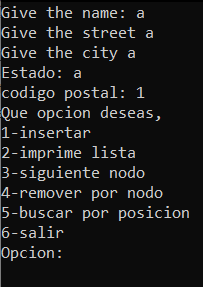 Give the name: a
Give the street a
Give the city a
Estado: a
codigo postal: 1
Que opcion deseas,
1-insertar
2-imprime lista
3-siguiente nodo
4-remover por nodo
5-buscar por posicion
6-salir
Opcion: